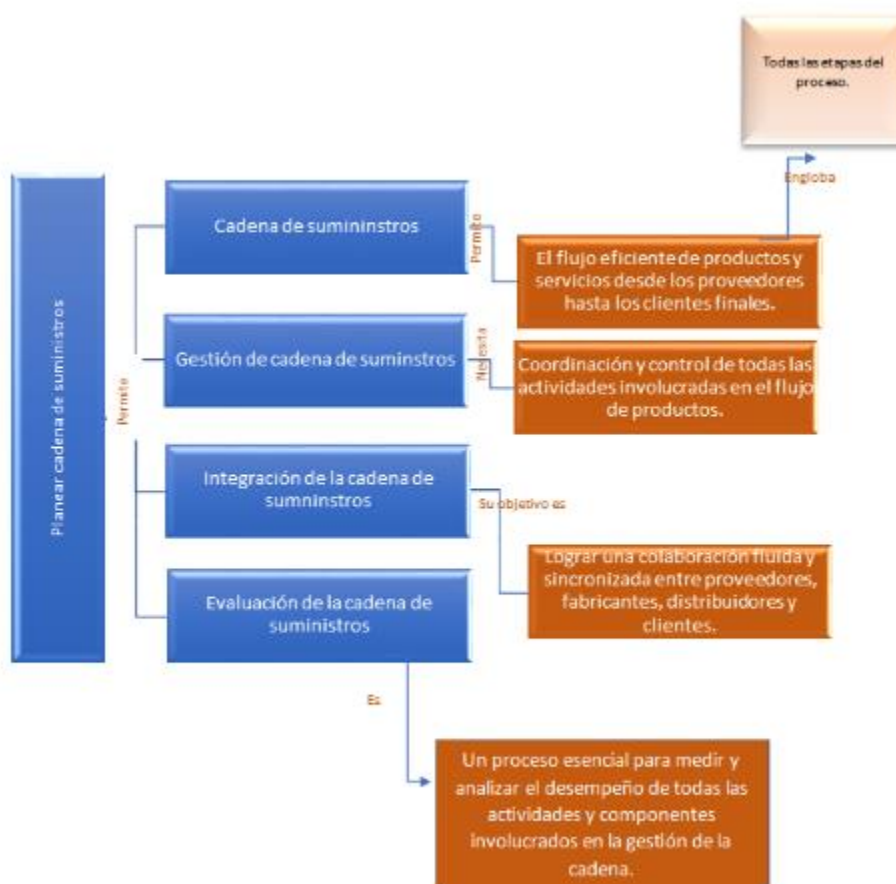 Todas las etapas del
proceso.
Engloba
Planear cadena de suministros
Permite
Cadena de sumininstros
Permite
El flujo eficiente de productos y
servicios desde los proveedores
hasta los clientes finales.
Gestión de cadena de suminstros
Necesita
Coordinación y control de todas las
actividades involucradas en el flujo
de productos.
Integración de la cadena de
sumninstros
Su objetivo es
Lograr una colaboración fluida y
sincronizada entre proveedores,
fabricantes, distribuidores y
clientes.
Evaluación de la cadena de
suministros
Es
Un proceso esencial para medir y
analizar el desempeño de todas las
actividades y componentes
involucrados en la gestión de la
cadena.